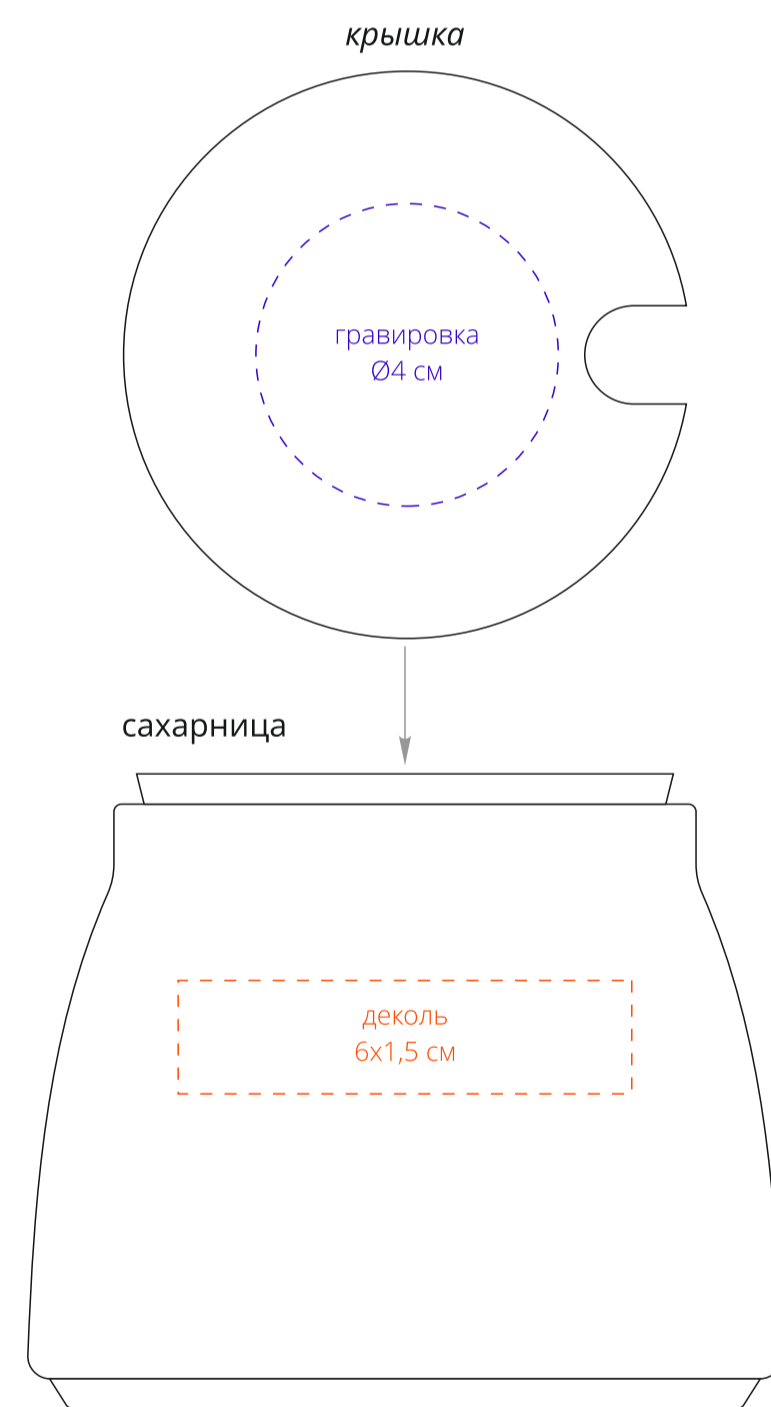 крышка
гравировка
Ø4 см
сахарница
деколь
6х1,5 см